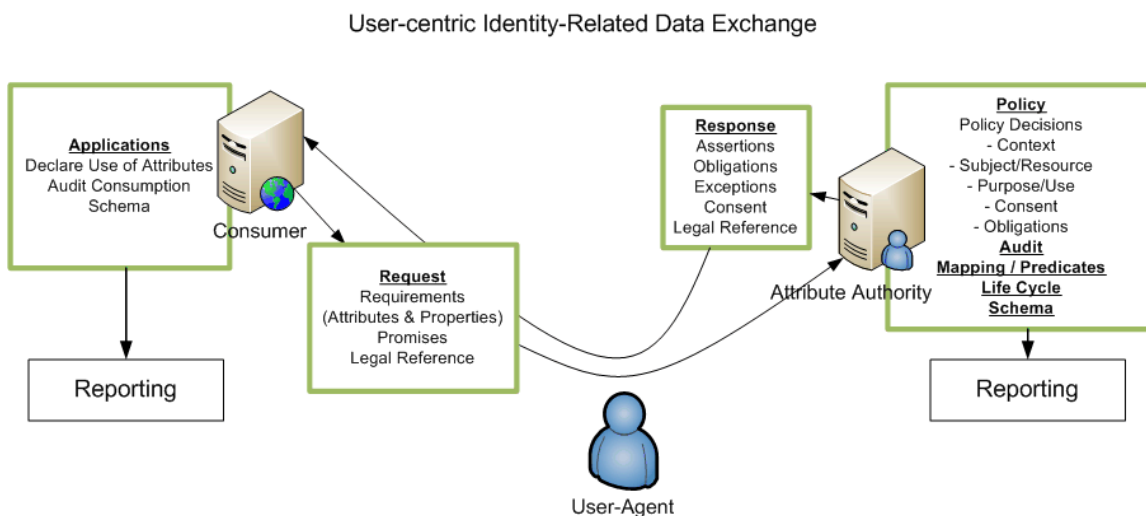 User-centric Identity-Related Data Exchange
Applications
Declare Use of Attributes
Audit Consumption
Schema
Consumer
Reporting
Request
Requirements
(Attributes & Properties)
Promises
Legal Reference
Response
Assertions
Obligations
Exceptions
Consent
Legal Reference
Attribute Authority
Policy
Policy Decisions
- Context
- Subject/Resource
- Purpose/Use
- Consent
- Obligations
Audit
Mapping / Predicates
Life Cycle
Schema
Reporting
User-Agent